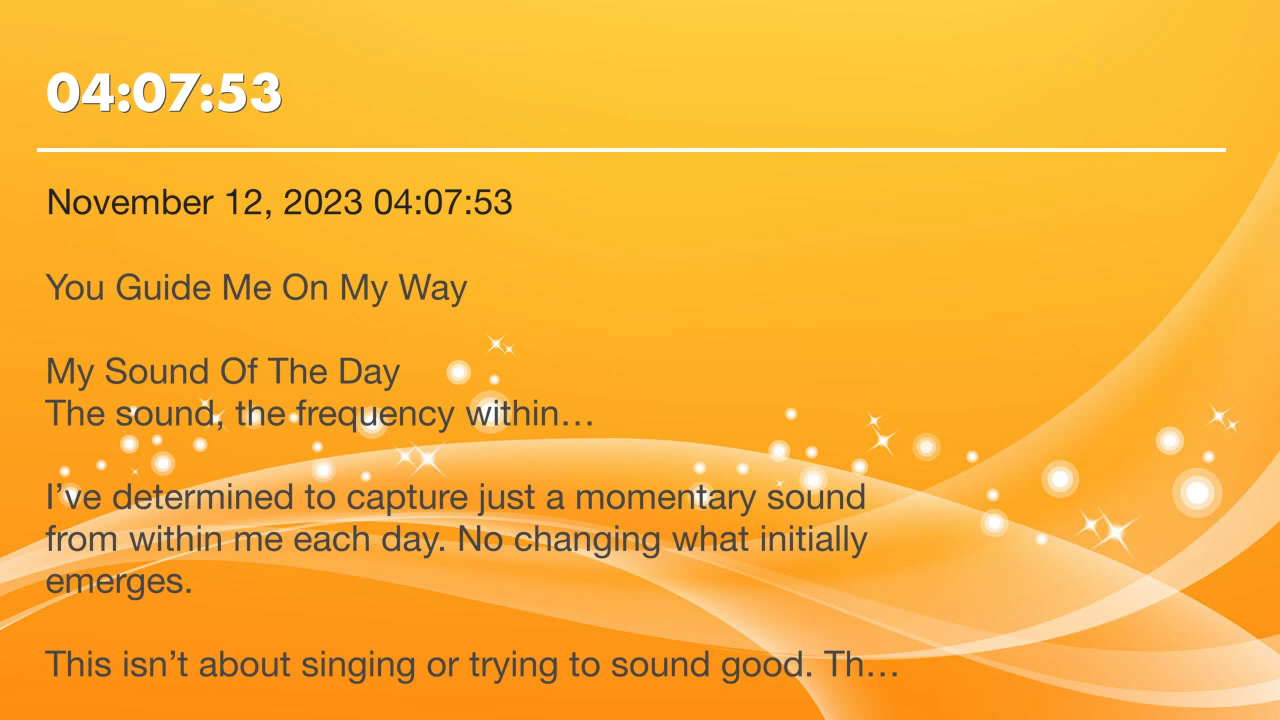 04:07:53
November 12, 2023 04:07:53
You Guide Me On My Way
My Sound Of The Day
The sound, the frequency within…
I’ve determined to capture just a momentary sound
from within me each day. No changing what initially
emerges.
This isn’t about singing or trying to sound good. Th…